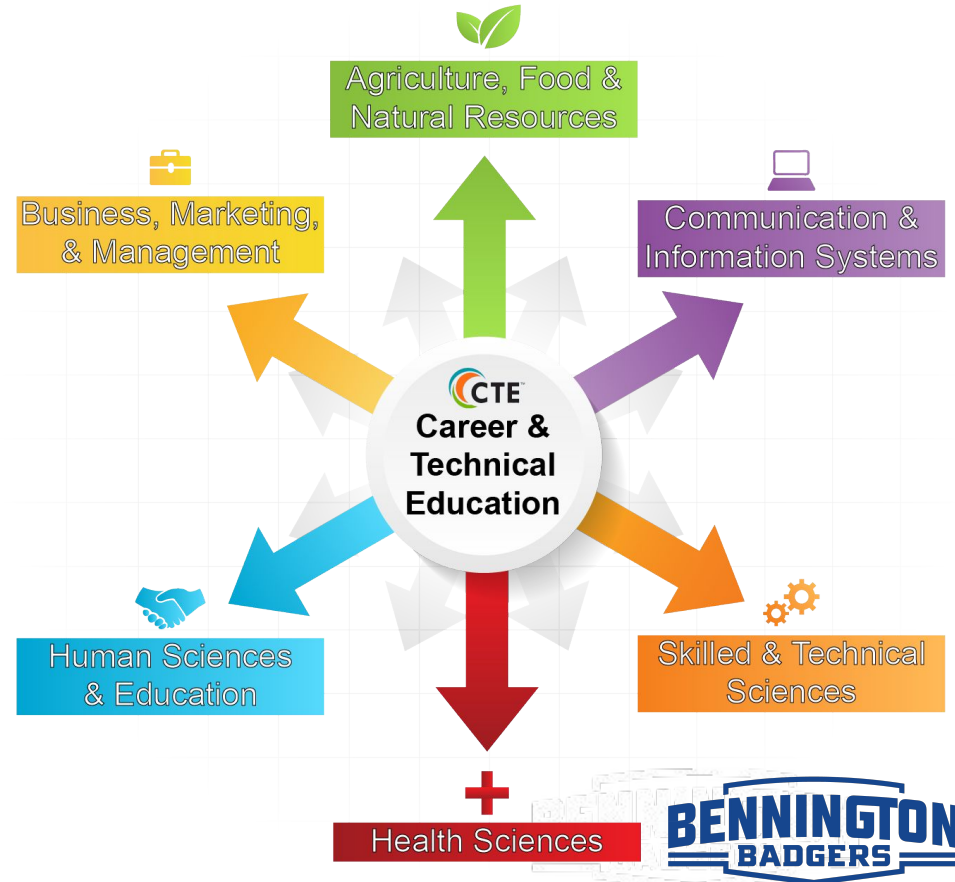 Agriculture, Food &
Natural Resources
Business, Marketing,
& Management
Communication &
Information Systems
CTE™
Career &
Technical
Education
Human Sciences
& Education
Skilled & Technical
Sciences
Health Sciences
BENNINGTON
BADGERS